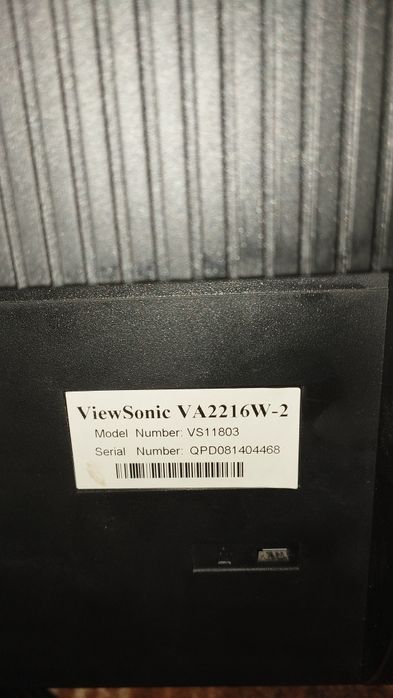 ViewSonic VA2216W-2
Model Number: VS11803
Serial Number: QPD081404468